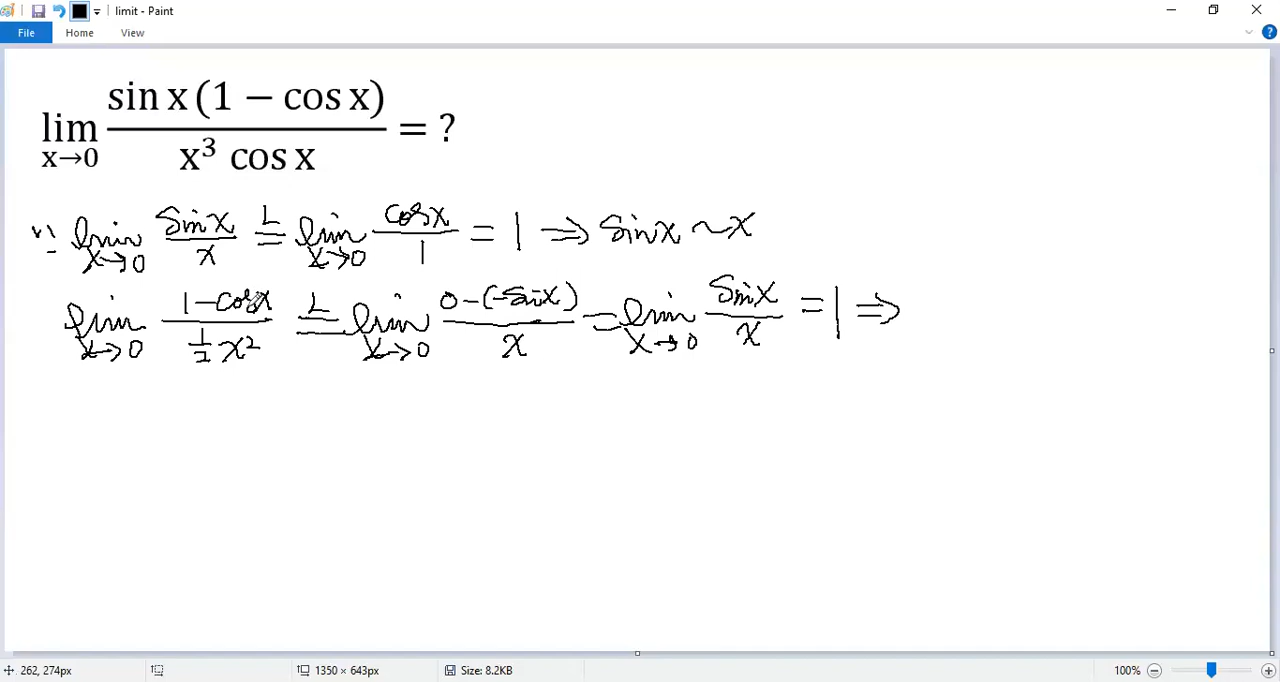 limit - Paint
File Home View
lim x→0 sin x (1 − cos x) / x³ cos x = ?
∵ lim x→0 sinx / x =L= lim x→0 cosx / 1 = 1 ⇒ sinx ~ x
lim x→0 1-cosx / ½x² =L= lim x→0 0-(-sinx) / x = lim x→0 sinx / x = 1 ⇒
262, 274px 1350 × 643px Size: 8.2KB 100%